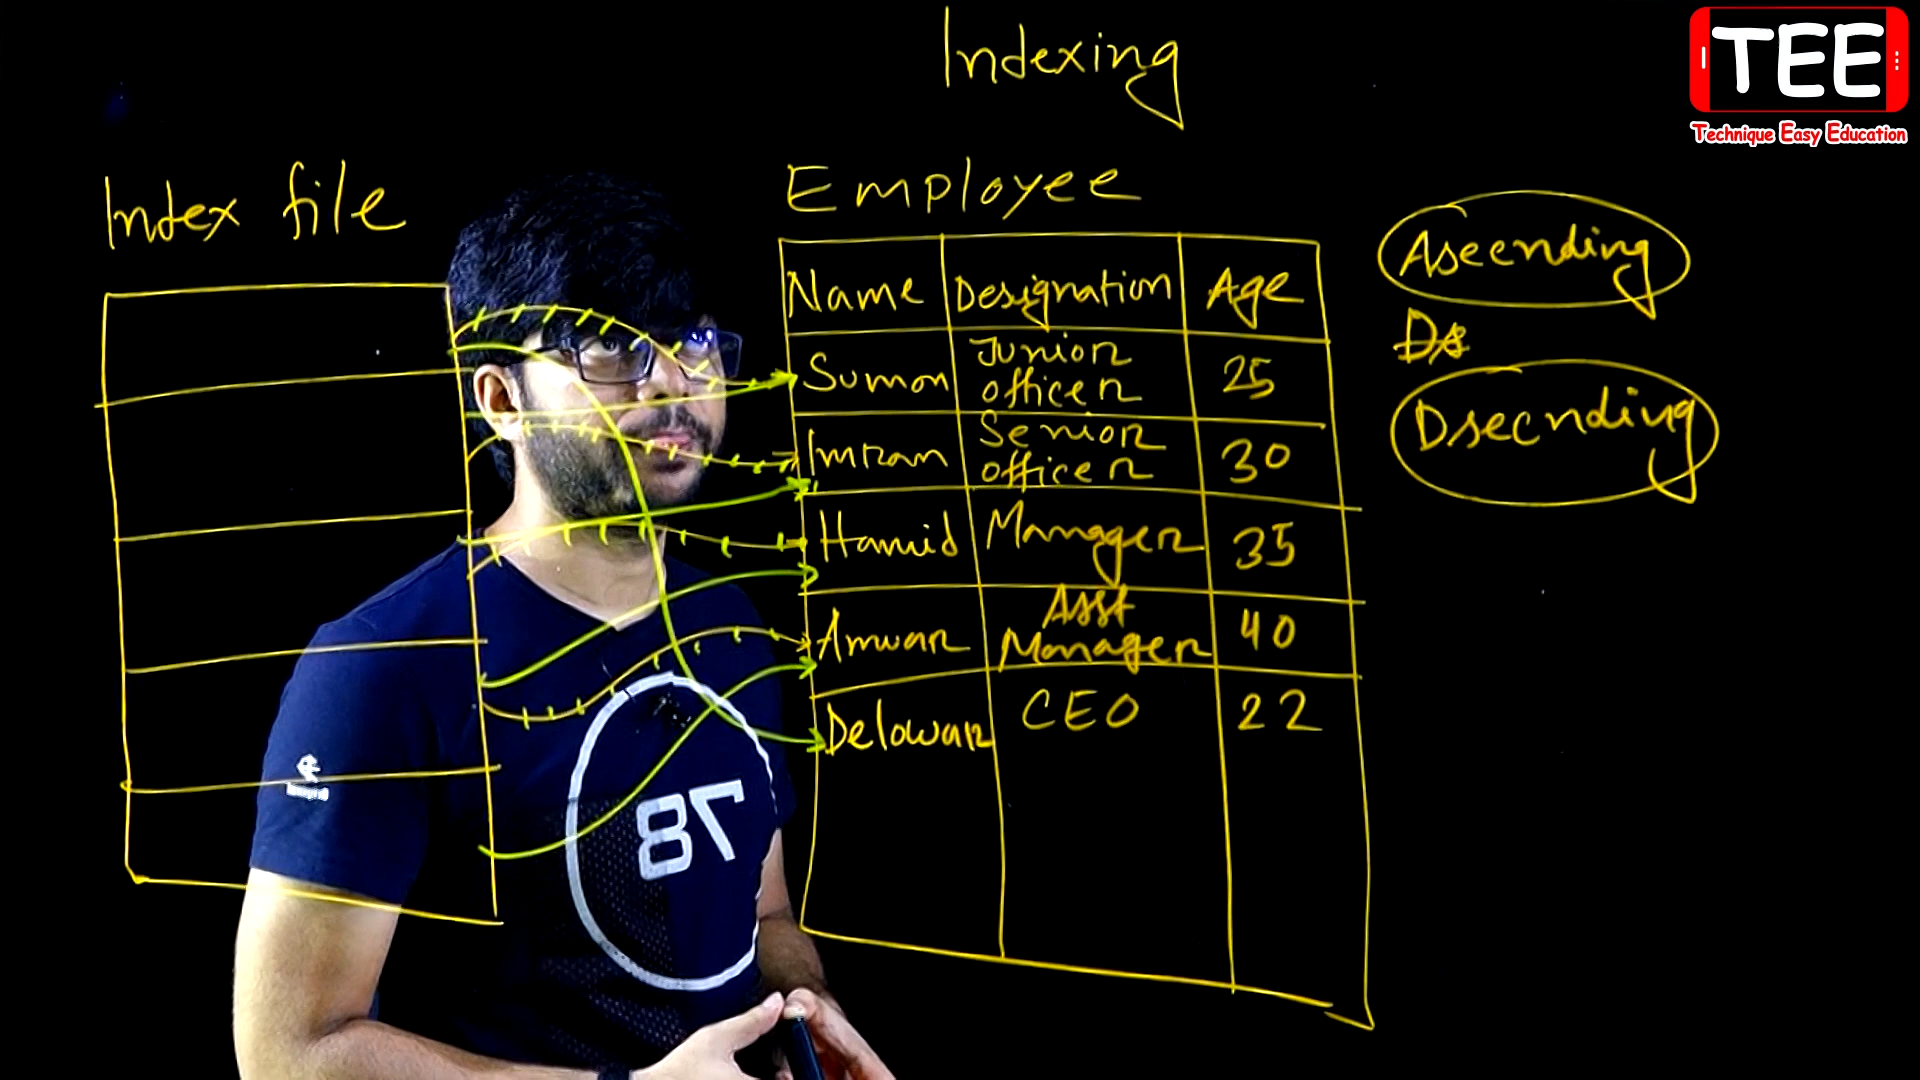 Indexing
TEE
Technique Easy Education
Index file
Employee
Name Designation Age
Sumon Junior officer 25
Imran Senior officer 30
Hamid Manager 35
Anwar Asst Manager 40
Delowar CEO 22
Ascending
Ds
Dsecnding
78